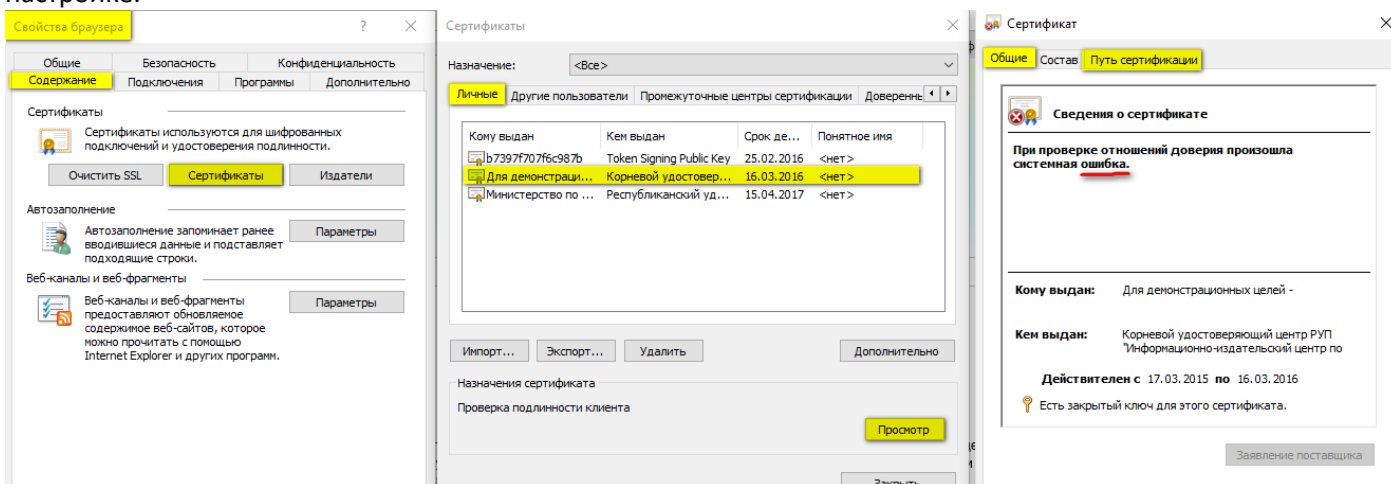 настройке.
Свойства браузера
Общие Безопасность Конфиденциальность
Содержание Подключения Программы Дополнительно
Сертификаты
Сертификаты используются для шифрованных
подключений и удостоверения подлинности.
Очистить SSL Сертификаты Издатели
Автозаполнение
Автозаполнение запоминает ранее
вводившиеся данные и подставляет
подходящие строки.
Параметры
Веб-каналы и веб-фрагменты
Веб-каналы и веб-фрагменты
предоставляют обновляемое
содержимое веб-сайтов, которое
можно прочитать с помощью
Internet Explorer и других программ.
Параметры
Сертификаты
Назначение: <Все>
Личные Другие пользователи Промежуточные центры сертификации Доверенны
Кому выдан Кем выдан Срок де... Понятное имя
b7397f707f6c987b Token Signing Public Key 25.02.2016 <нет>
Для демонстраци... Корневой удостовер... 16.03.2016 <нет>
Министерство по ... Республиканский уд... 15.04.2017 <нет>
Импорт... Экспорт... Удалить Дополнительно
Назначения сертификата
Проверка подлинности клиента
Просмотр
Закрыть
Сертификат
Общие Состав Путь сертификации
Сведения о сертификате
При проверке отношений доверия произошла
системная ошибка.
Кому выдан: Для демонстрационных целей -
Кем выдан: Корневой удостоверяющий центр РУП
"Информационно-издательский центр по
Действителен с 17.03.2015 по 16.03.2016
Есть закрытый ключ для этого сертификата.
Заявление поставщика